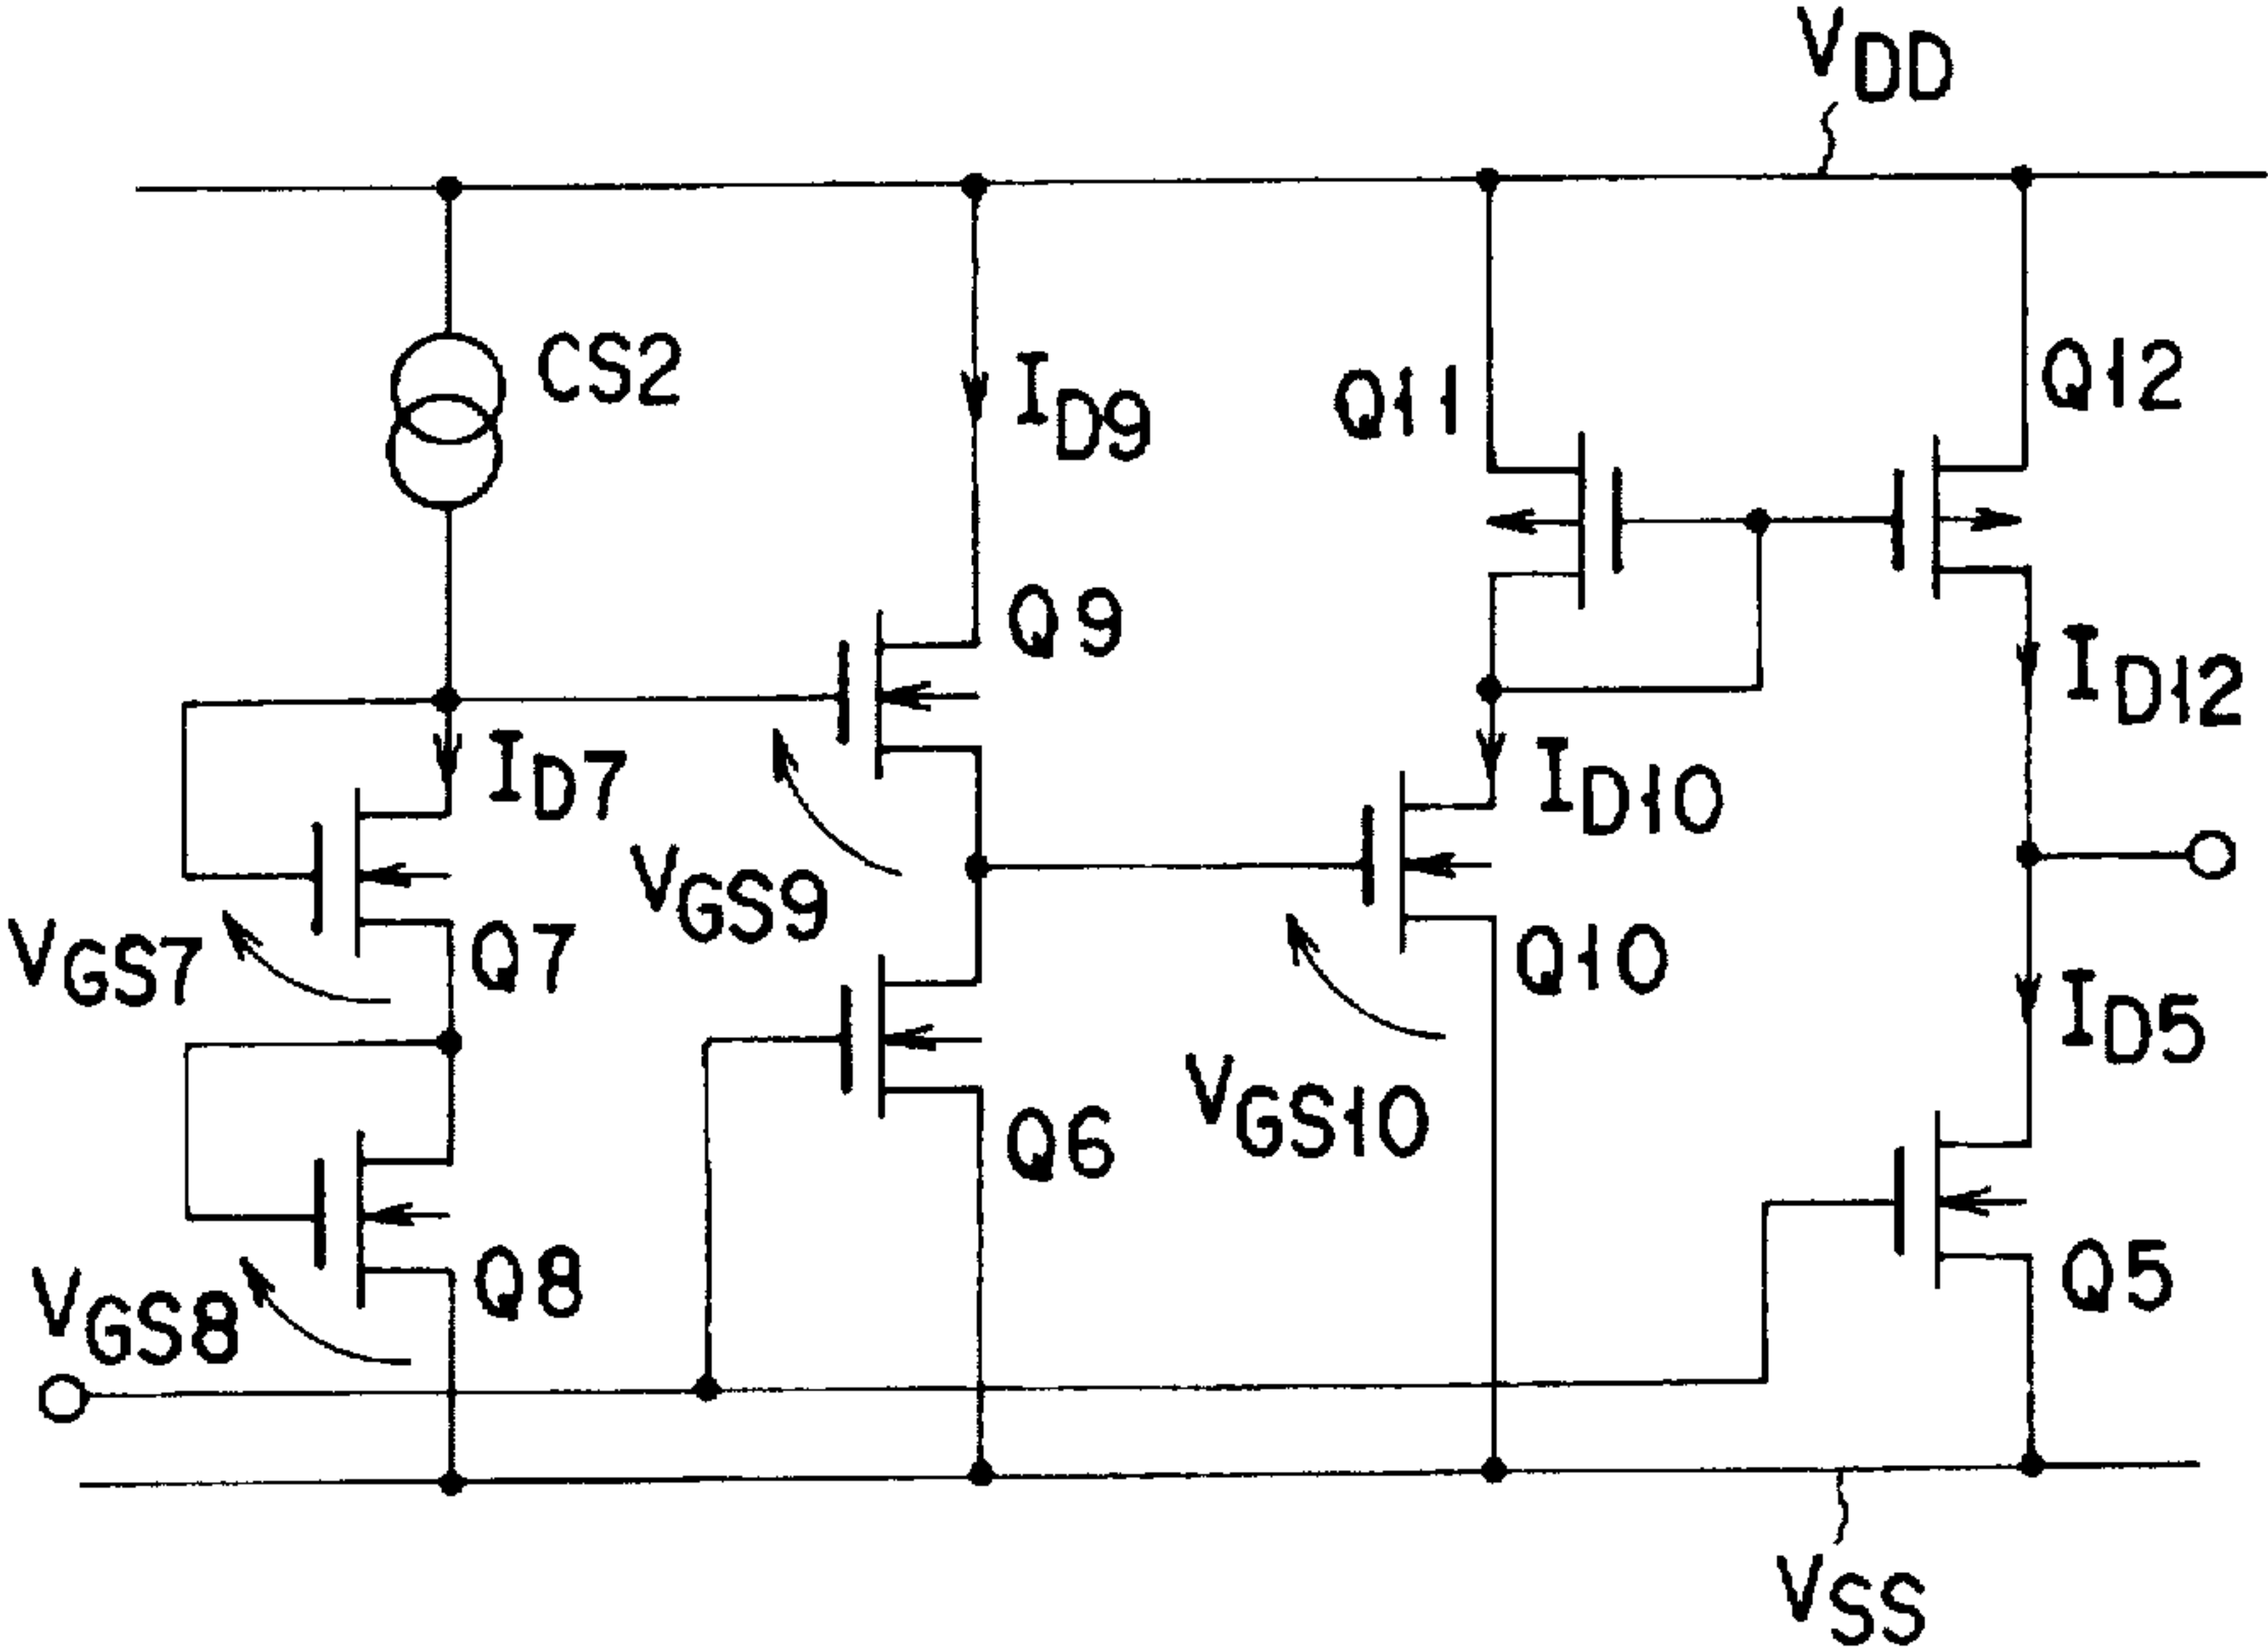 VDD
CS2
ID9
Q11
Q12
Q9
ID12
ID7
ID10
VGS9
VGS7
Q7
Q10
ID5
VGS10
Q6
Q8
Q5
VGS8
VSS